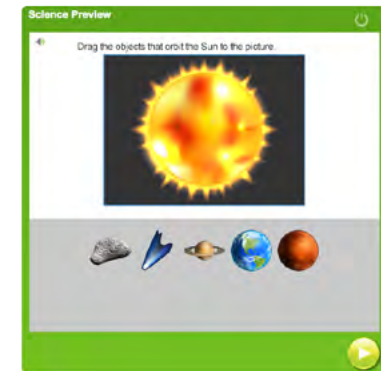 Science Preview
Drag the objects that orbit the Sun to the picture.